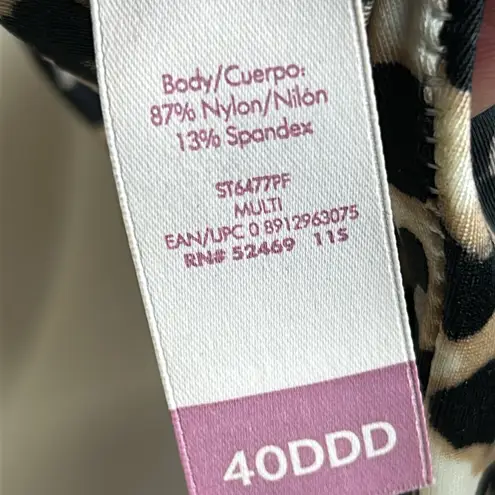 Body/Cuerpo:
87% Nylon/Nilón
13% Spandex
ST6477PF
MULTI
EAN/UPC 0 8912963075
RN# 52469 11S
40DDD